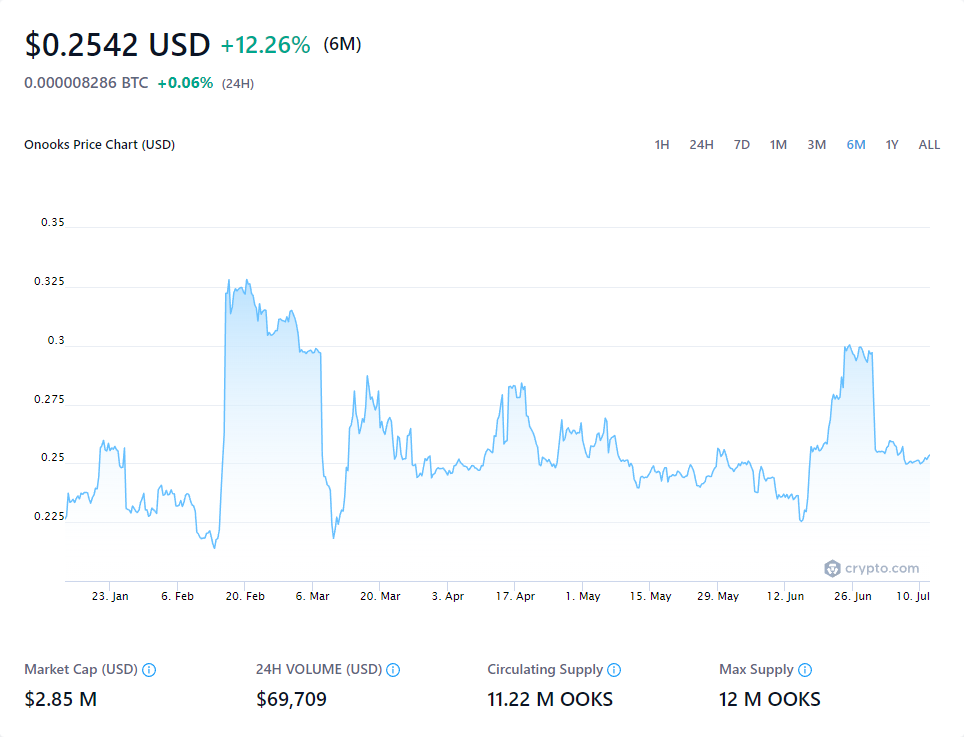 $0.2542 USD +12.26% (6M)
0.000008286 BTC +0.06% (24H)
Onooks Price Chart (USD) 1H 24H 7D 1M 3M 6M 1Y ALL
0.35
0.325
0.3
0.275
0.25
0.225
crypto.com
23. Jan 6. Feb 20. Feb 6. Mar 20. Mar 3. Apr 17. Apr 1. May 15. May 29. May 12. Jun 26. Jun 10. Jul
Market Cap (USD) 24H VOLUME (USD) Circulating Supply Max Supply
$2.85 M $69,709 11.22 M OOKS 12 M OOKS